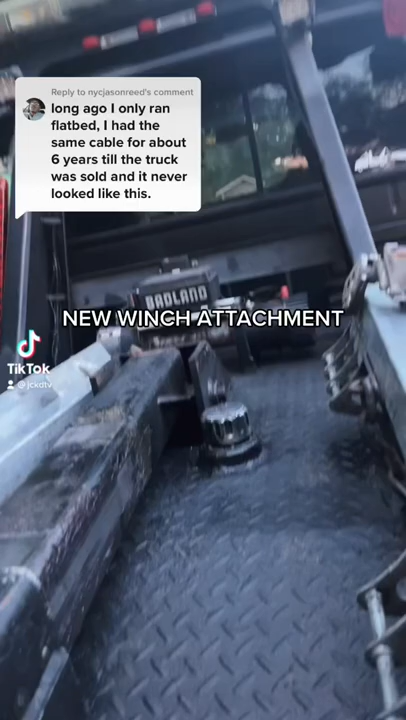 Reply to nycjasonreed's comment
long ago I only ran
flatbed, I had the
same cable for about
6 years till the truck
was sold and it never
looked like this.
BADLAND
NEW WINCH ATTACHMENT
TikTok
@jckdtv